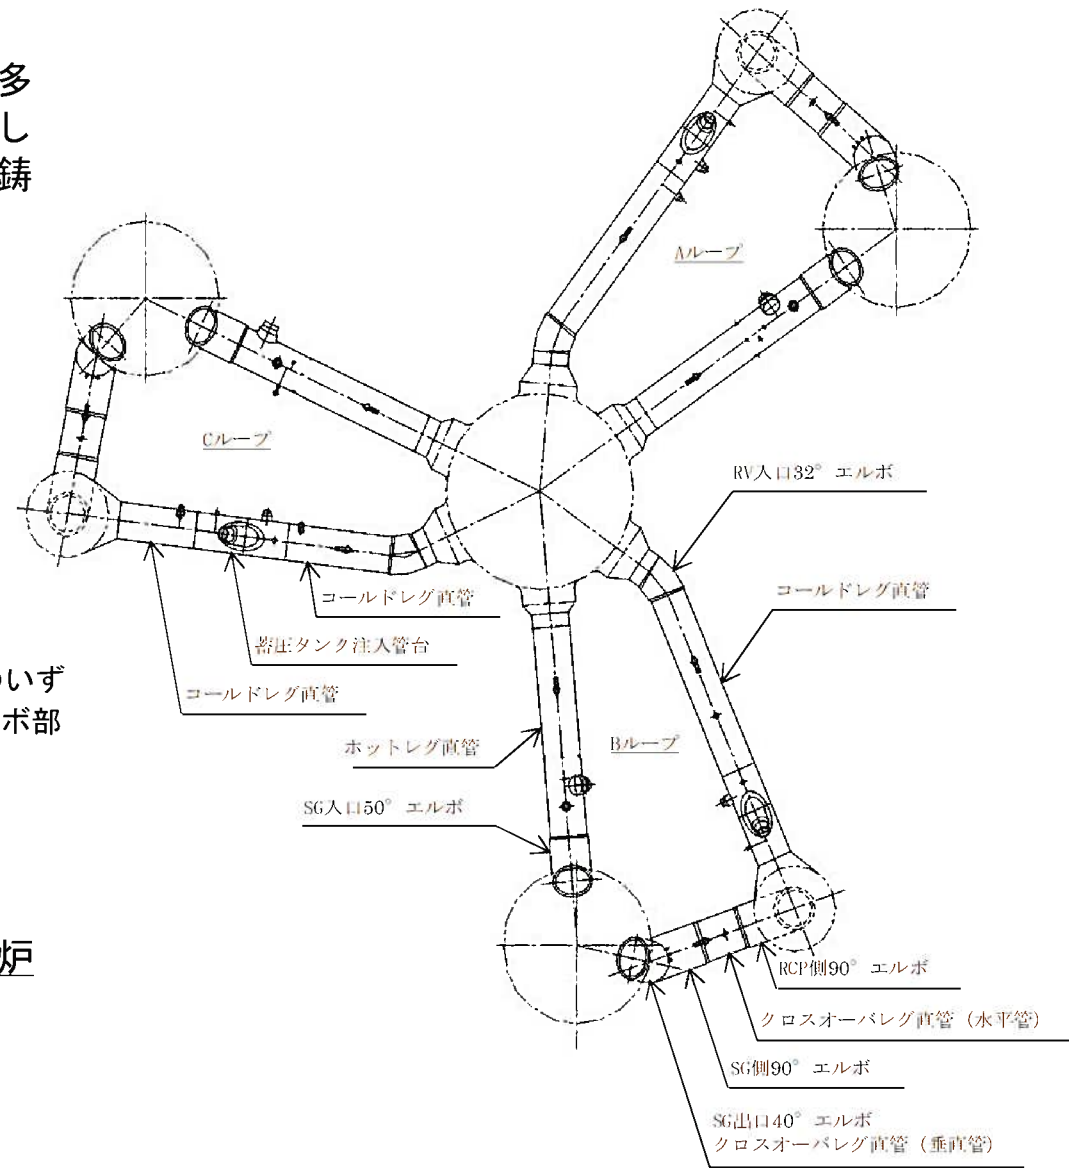 多
し
鋳
Aループ
Cループ
RV入口32° エルボ
コールドレグ直管
コールドレグ直管
蓄圧タンク注入管台
いず
コールドレグ直管
ボ部
ホットレグ直管
Bループ
SG入口50° エルボ
炉
RCP側90° エルボ
クロスオーバレグ直管（水平管）
SG側90° エルボ
SG出口40° エルボ
クロスオーバレグ直管（垂直管）